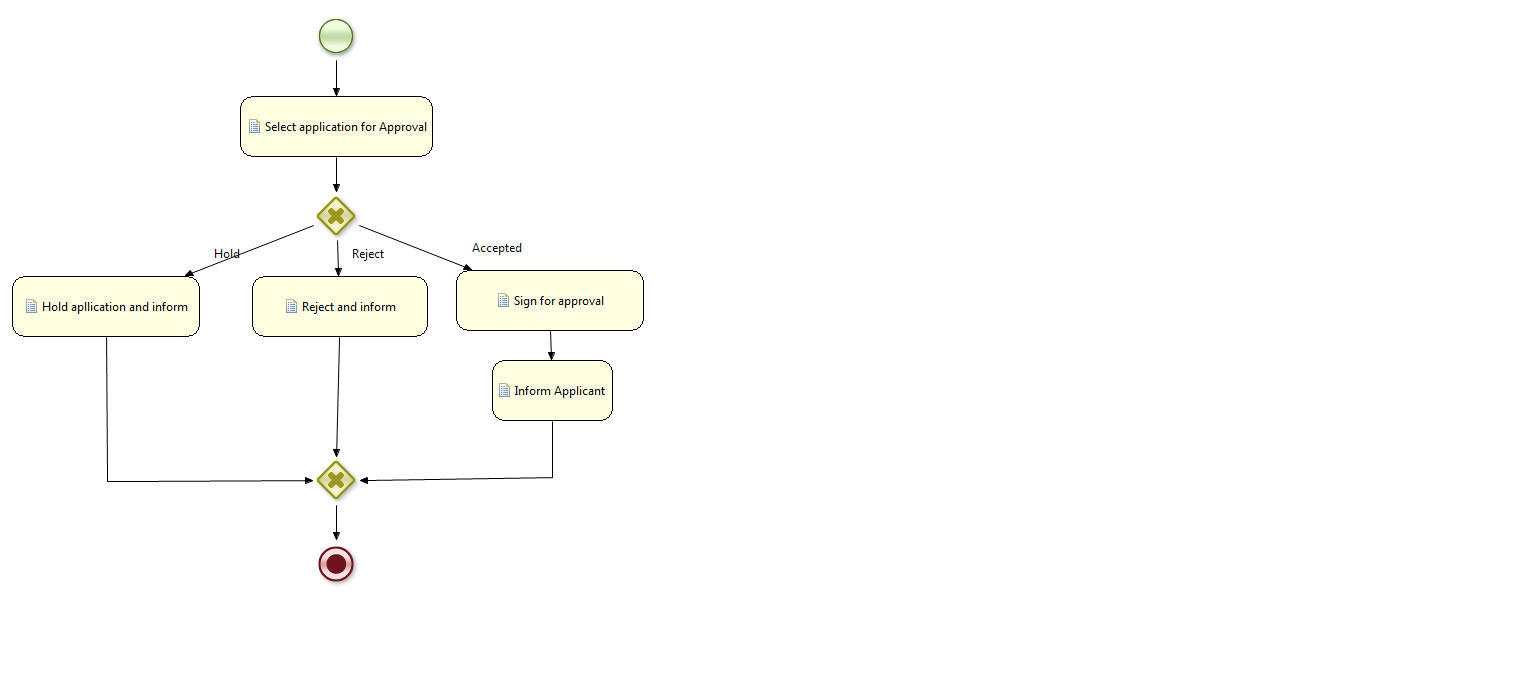 Select application for Approval
Hold
Reject
Accepted
Hold apllication and inform
Reject and inform
Sign for approval
Inform Applicant